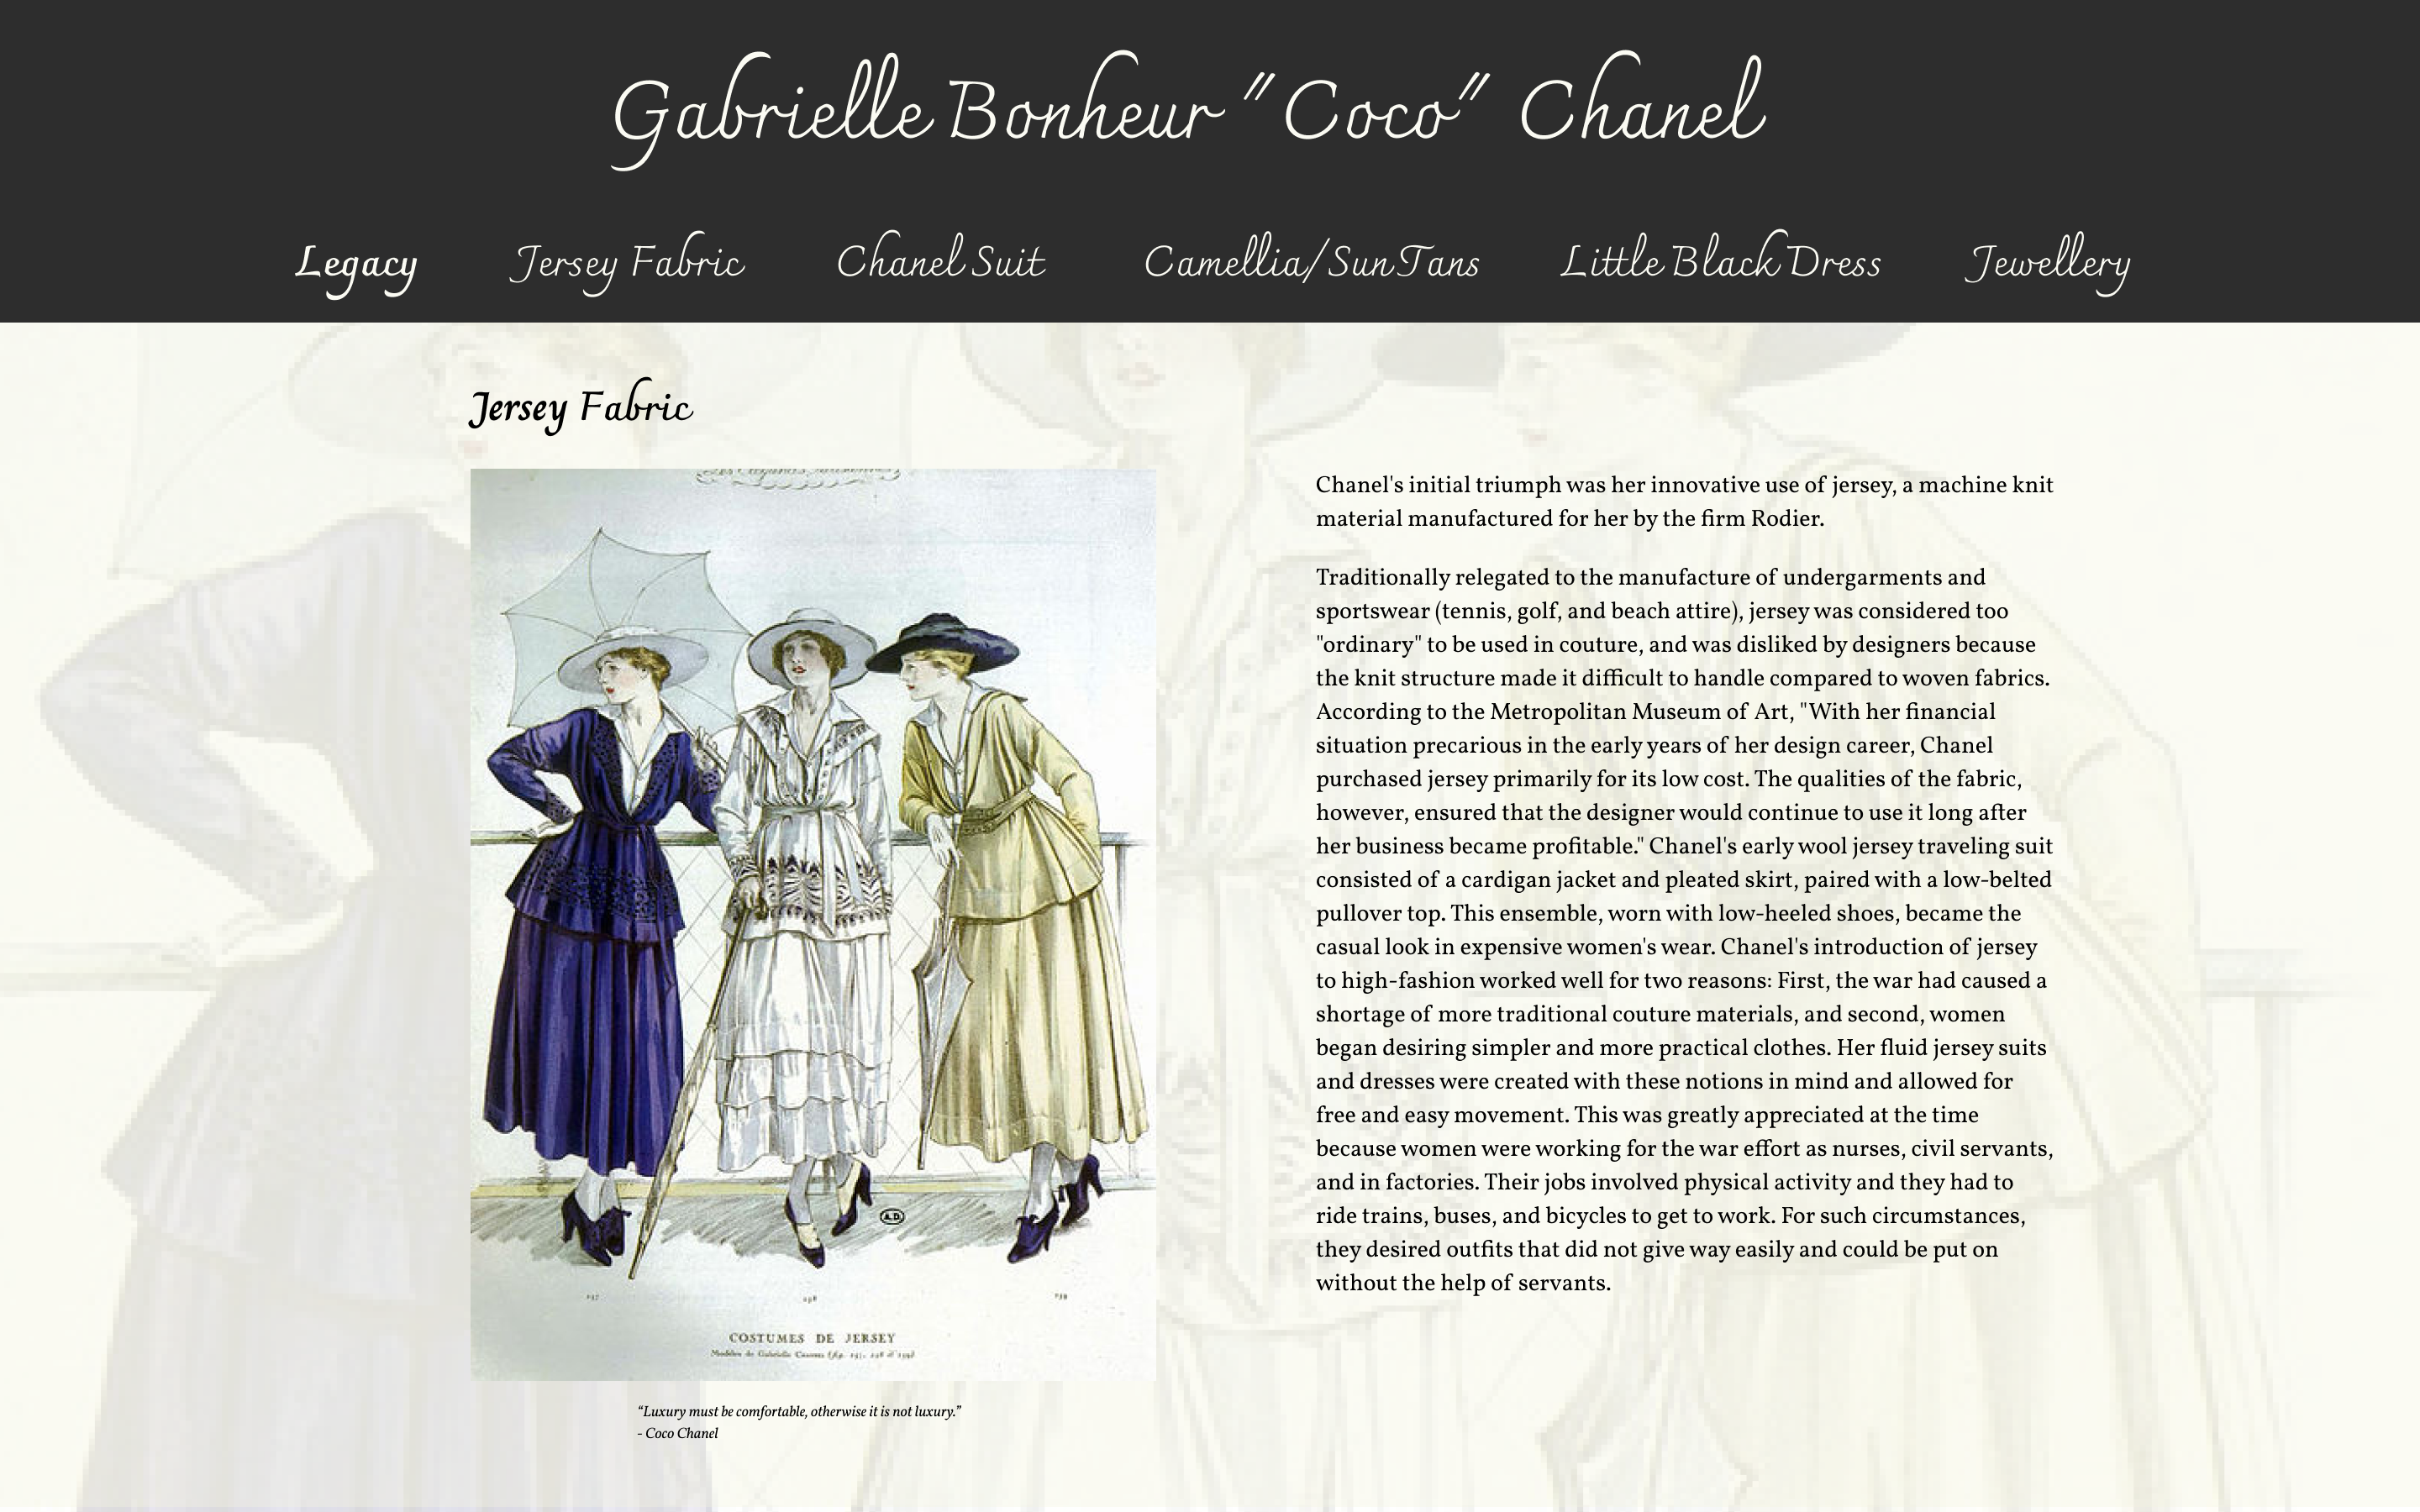 Gabrielle Bonheur "Coco" Chanel
Legacy
Jersey Fabric
Chanel Suit
Camellia/Sun Tans
Little Black Dress
Jewellery
Jersey Fabric
Chanel's initial triumph was her innovative use of jersey, a machine knit
material manufactured for her by the firm Rodier.
Traditionally relegated to the manufacture of undergarments and
sportswear (tennis, golf, and beach attire), jersey was considered too
"ordinary" to be used in couture, and was disliked by designers because
the knit structure made it difficult to handle compared to woven fabrics.
According to the Metropolitan Museum of Art, "With her financial
situation precarious in the early years of her design career, Chanel
purchased jersey primarily for its low cost. The qualities of the fabric,
however, ensured that the designer would continue to use it long after
her business became profitable." Chanel's early wool jersey traveling suit
consisted of a cardigan jacket and pleated skirt, paired with a low-belted
pullover top. This ensemble, worn with low-heeled shoes, became the
casual look in expensive women's wear. Chanel's introduction of jersey
to high-fashion worked well for two reasons: First, the war had caused a
shortage of more traditional couture materials, and second, women
began desiring simpler and more practical clothes. Her fluid jersey suits
and dresses were created with these notions in mind and allowed for
free and easy movement. This was greatly appreciated at the time
because women were working for the war effort as nurses, civil servants,
and in factories. Their jobs involved physical activity and they had to
ride trains, buses, and bicycles to get to work. For such circumstances,
they desired outfits that did not give way easily and could be put on
without the help of servants.
A.D.
COSTUMES DE JERSEY
Modèles de Gabrielle
“Luxury must be comfortable, otherwise it is not luxury.”
- Coco Chanel